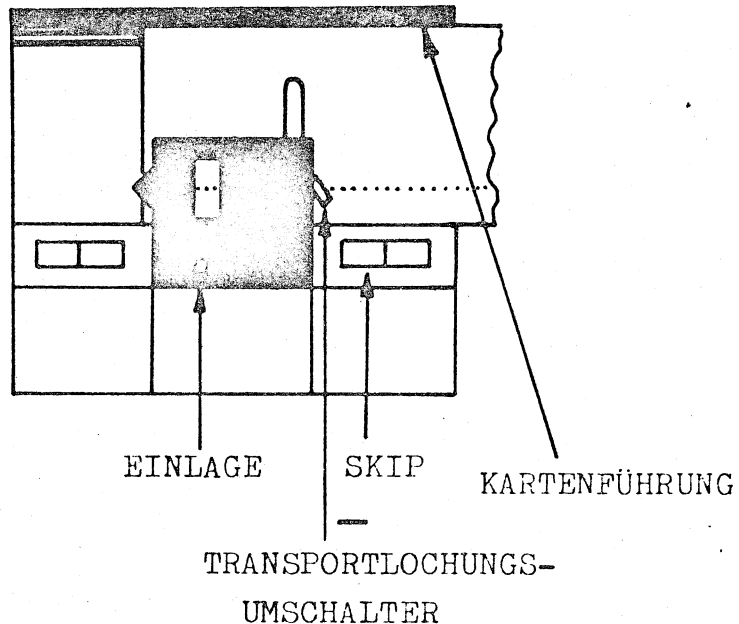 EINLAGE
SKIP
KARTENFÜHRUNG
TRANSPORTLOCHUNGS-
UMSCHALTER